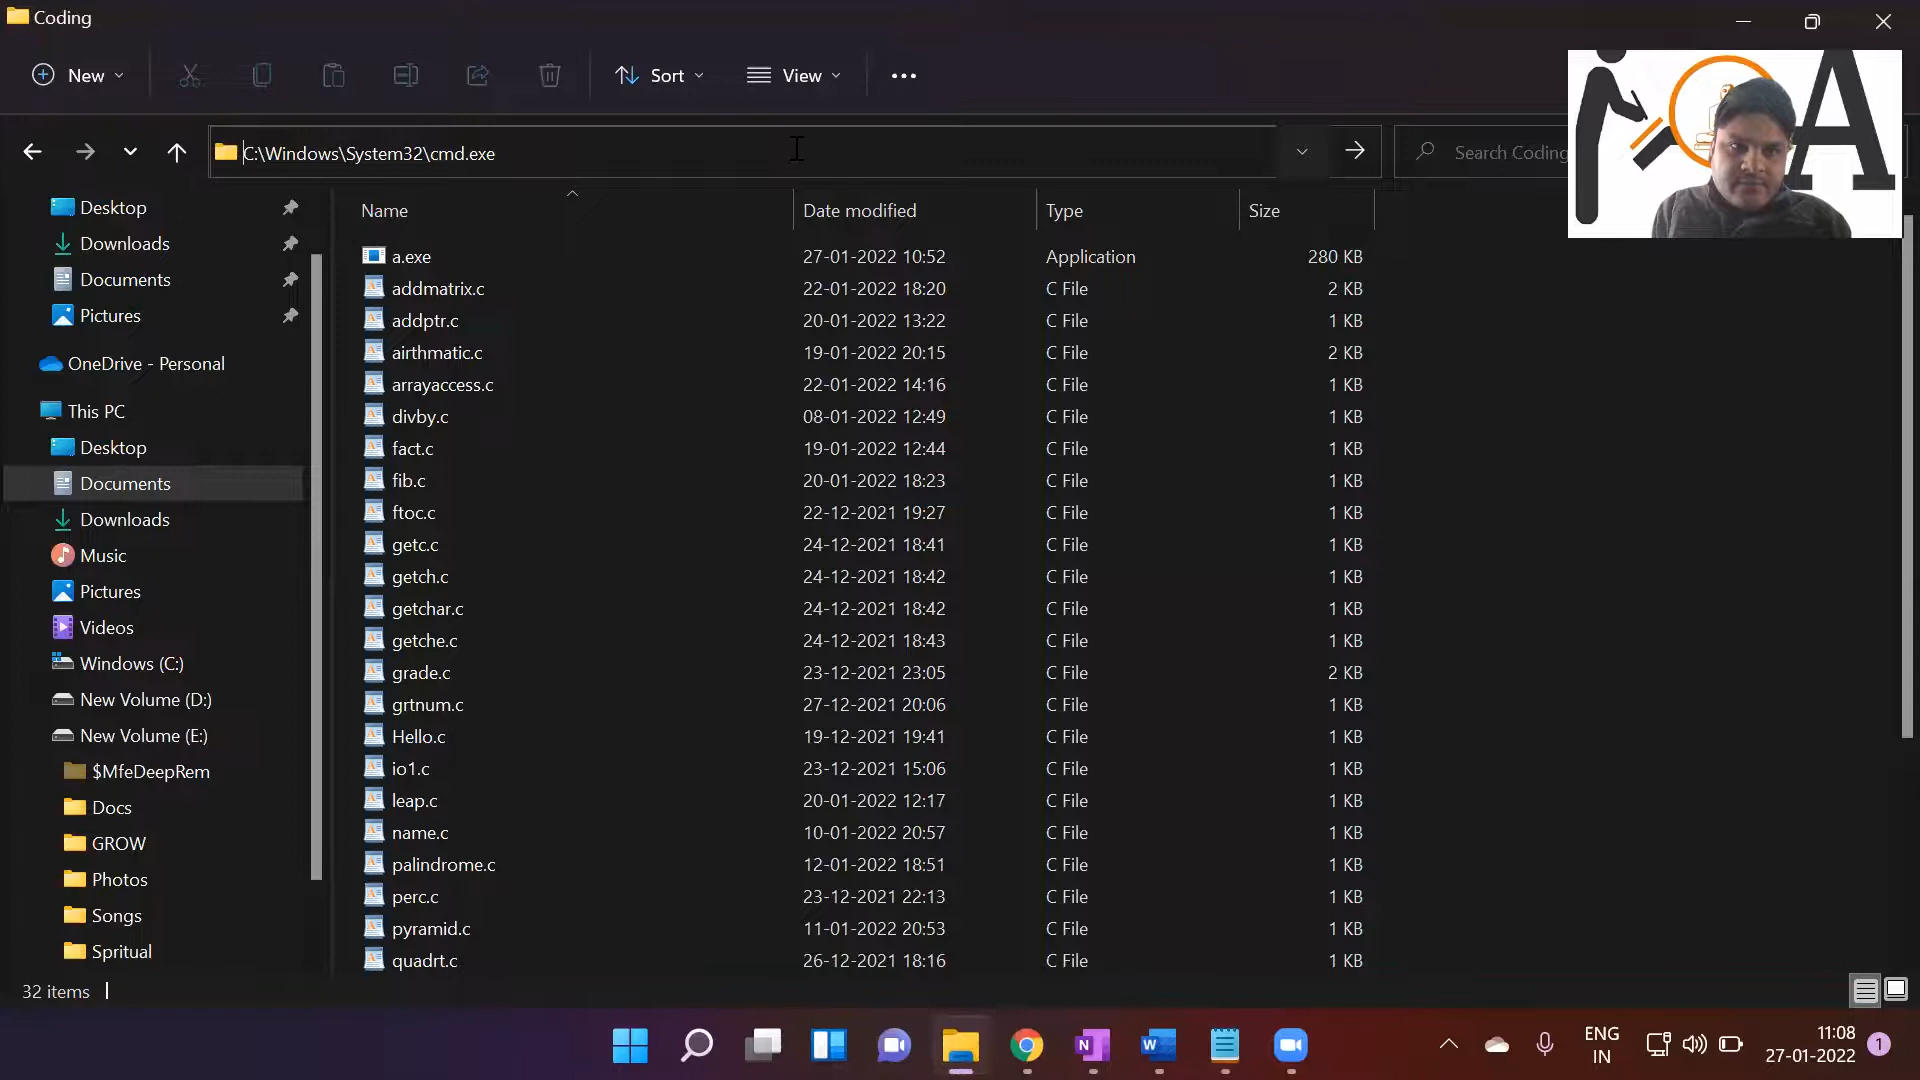 Coding
New
Sort
View
C:\Windows\System32\cmd.exe
Search Coding
Desktop
Downloads
Documents
Pictures
OneDrive - Personal
This PC
Desktop
Documents
Downloads
Music
Pictures
Videos
Windows (C:)
New Volume (D:)
New Volume (E:)
$MfeDeepRem
Docs
GROW
Photos
Songs
Spritual
Name Date modified Type Size
a.exe 27-01-2022 10:52 Application 280 KB
addmatrix.c 22-01-2022 18:20 C File 2 KB
addptr.c 20-01-2022 13:22 C File 1 KB
airthmatic.c 19-01-2022 20:15 C File 2 KB
arrayaccess.c 22-01-2022 14:16 C File 1 KB
divby.c 08-01-2022 12:49 C File 1 KB
fact.c 19-01-2022 12:44 C File 1 KB
fib.c 20-01-2022 18:23 C File 1 KB
ftoc.c 22-12-2021 19:27 C File 1 KB
getc.c 24-12-2021 18:41 C File 1 KB
getch.c 24-12-2021 18:42 C File 1 KB
getchar.c 24-12-2021 18:42 C File 1 KB
getche.c 24-12-2021 18:43 C File 1 KB
grade.c 23-12-2021 23:05 C File 2 KB
grtnum.c 27-12-2021 20:06 C File 1 KB
Hello.c 19-12-2021 19:41 C File 1 KB
io1.c 23-12-2021 15:06 C File 1 KB
leap.c 20-01-2022 12:17 C File 1 KB
name.c 10-01-2022 20:57 C File 1 KB
palindrome.c 12-01-2022 18:51 C File 1 KB
perc.c 23-12-2021 22:13 C File 1 KB
pyramid.c 11-01-2022 20:53 C File 1 KB
quadrt.c 26-12-2021 18:16 C File 1 KB
A
32 items
N
W
ENG
IN
11:08
27-01-2022
1